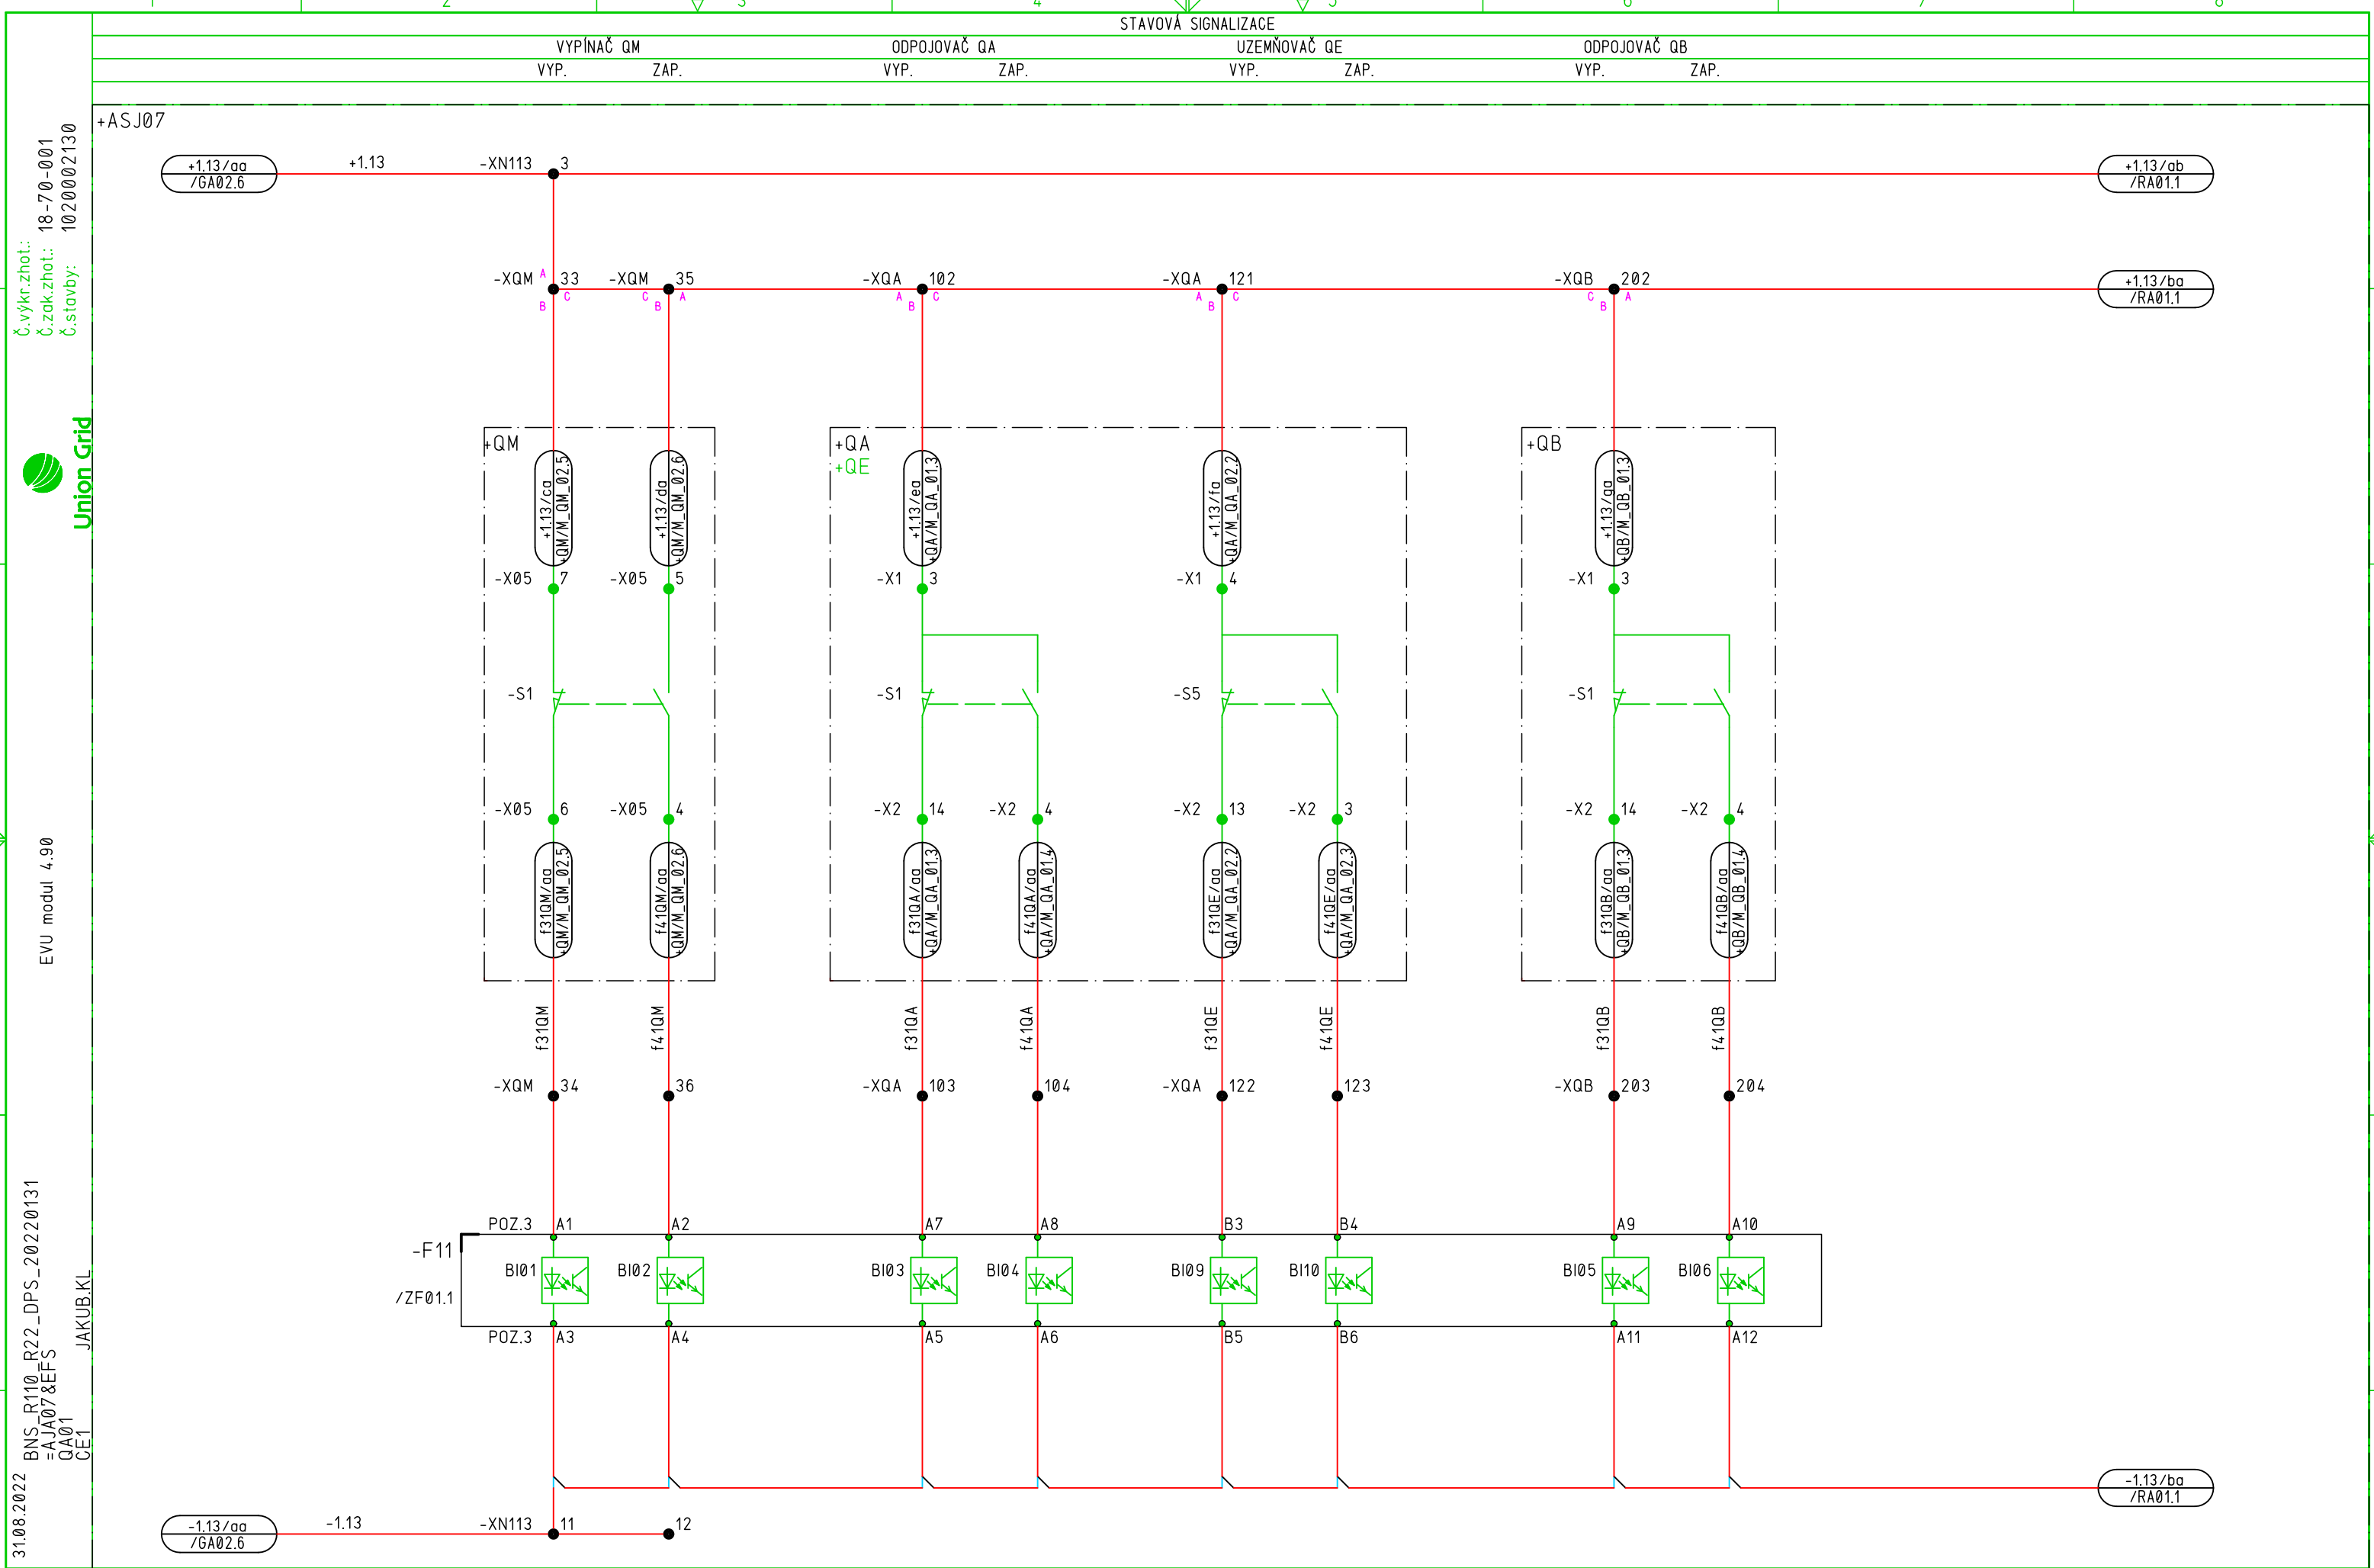 1 2 3 4 5 6 7 8
STAVOVÁ SIGNALIZACE
VYPÍNAČ QM ODPOJOVAČ QA UZEMŇOVAČ QE ODPOJOVAČ QB
VYP. ZAP. VYP. ZAP. VYP. ZAP. VYP. ZAP.
+ASJ07
Č.výkr.zhot.:
Č.zak.zhot.: 18-70-001
Č.stavby: 1020002130
Union Grid
EVU modul 4.90
BNS_R110_R22_DPS_20220131
=AJA07&EFS
QA01
CE1
JAKUB.KL
31.08.2022
+1.13/aa
/GA02.6
+1.13 -XN113 3
+1.13/ab
/RA01.1
-XQM A 33 -XQM 35 -XQA 102 -XQA 121 -XQB 202
B C C B A A B C A B C C B A
+1.13/ba
/RA01.1
+QM +QA +QB
+QE
+1.13/ca
+QM/M_QM_02.5
+1.13/da
+QM/M_QM_02.6
+1.13/ea
+QA/M_QA_01.3
+1.13/fa
+QA/M_QA_02.2
+1.13/ga
+QB/M_QB_01.3
-X05 7 -X05 5 -X1 3 -X1 4 -X1 3
-S1 -S1 -S5 -S1
-X05 6 -X05 4 -X2 14 -X2 4 -X2 13 -X2 3 -X2 14 -X2 4
f31QM/aa
+QM/M_QM_02.5
f41QM/aa
+QM/M_QM_02.6
f31QA/aa
+QA/M_QA_01.3
f41QA/aa
+QA/M_QA_01.4
f31QE/aa
+QA/M_QA_02.2
f41QE/aa
+QA/M_QA_02.3
f31QB/aa
+QB/M_QB_01.3
f41QB/aa
+QB/M_QB_01.4
f31QM f41QM f31QA f41QA f31QE f41QE f31QB f41QB
-XQM 34 36 -XQA 103 104 -XQA 122 123 -XQB 203 204
POZ.3 A1 A2 A7 A8 B3 B4 A9 A10
-F11
BI01 BI02 BI03 BI04 BI09 BI10 BI05 BI06
/ZF01.1
POZ.3 A3 A4 A5 A6 B5 B6 A11 A12
-1.13/ba
/RA01.1
-1.13/aa
/GA02.6
-1.13 -XN113 11 12